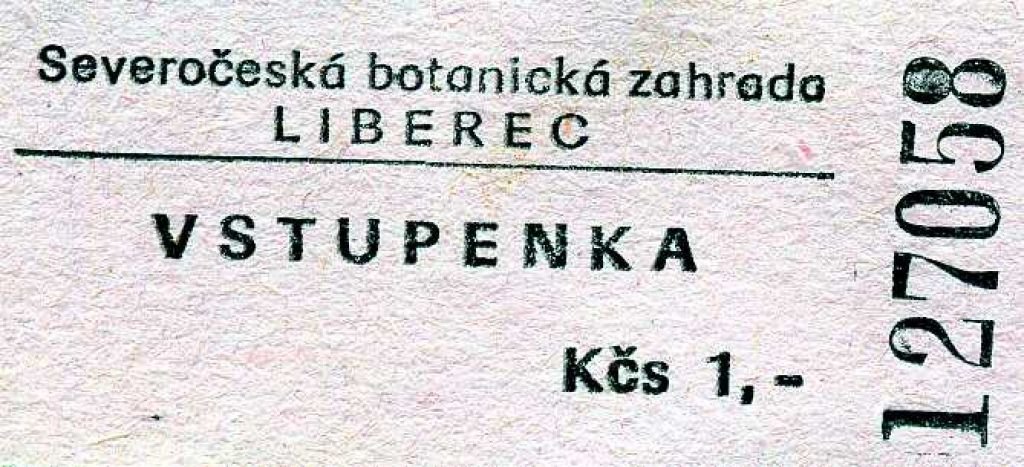 Severočeská botanická zahrada
LIBEREC
VSTUPENKA
Kčs 1,-
127058